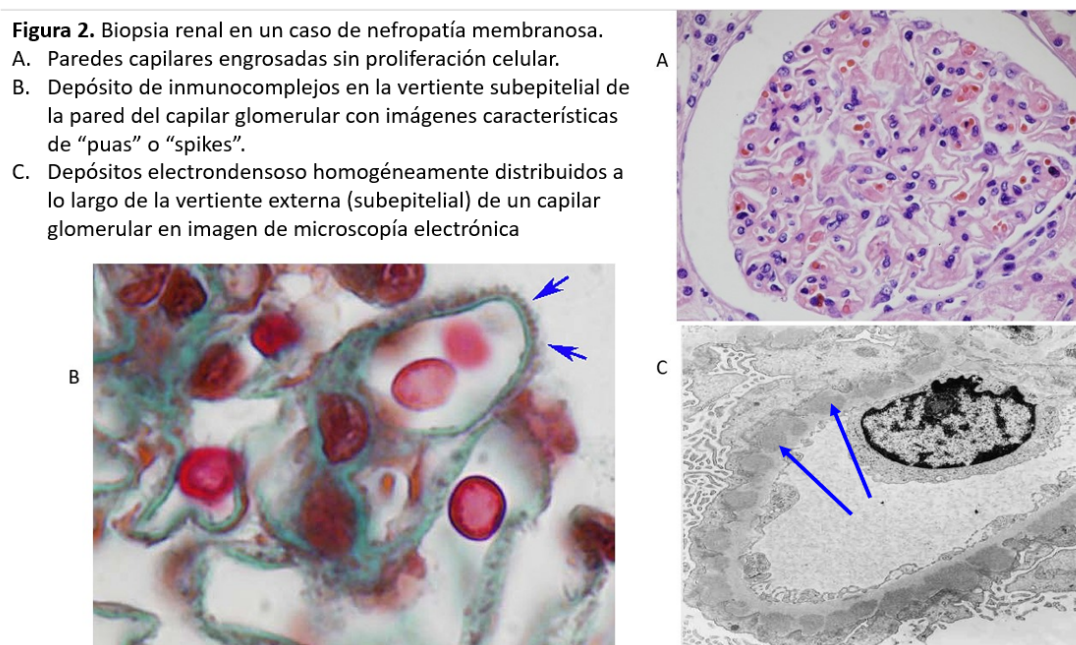 Figura 2. Biopsia renal en un caso de nefropatía membranosa.
A. Paredes capilares engrosadas sin proliferación celular.
B. Depósito de inmunocomplejos en la vertiente subepitelial de
la pared del capilar glomerular con imágenes características
de “puas” o “spikes”.
C. Depósitos electrondensoso homogéneamente distribuidos a
lo largo de la vertiente externa (subepitelial) de un capilar
glomerular en imagen de microscopía electrónica
A
B
C